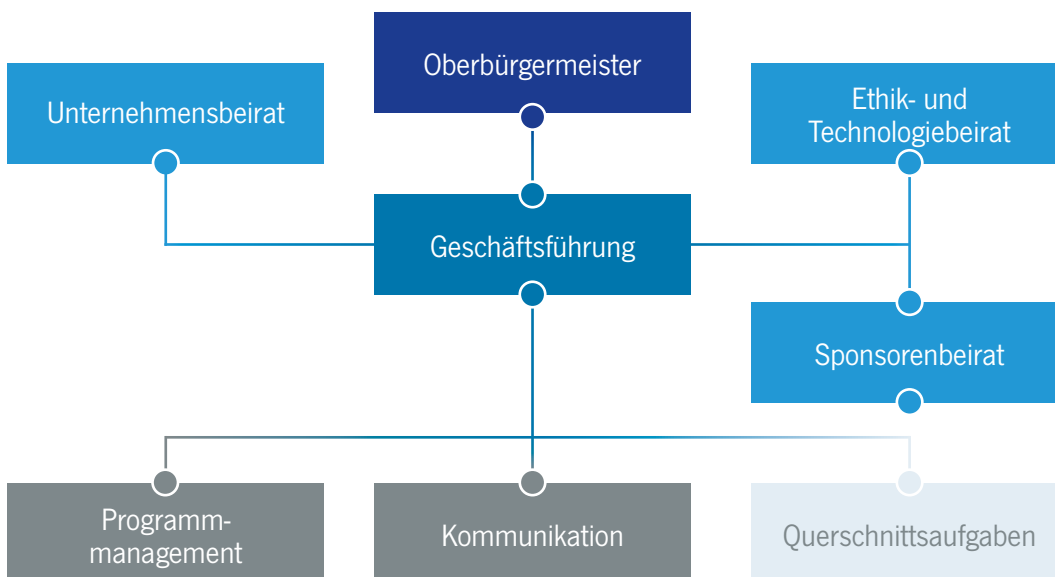 Oberbürgermeister
Unternehmensbeirat
Ethik- und
Technologiebeirat
Geschäftsführung
Sponsorenbeirat
Programm-
management
Kommunikation
Querschnittsaufgaben